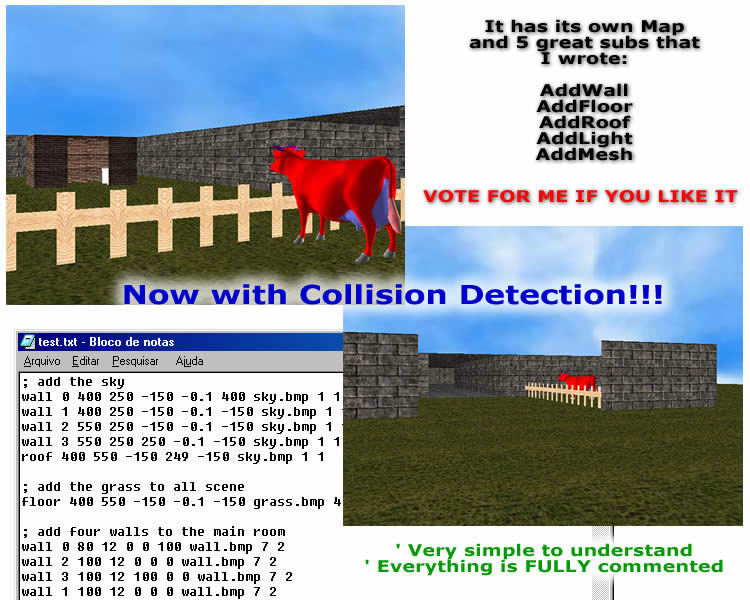 It has its own Map
and 5 great subs that
I wrote:
AddWall
AddFloor
AddRoof
AddLight
AddMesh
VOTE FOR ME IF YOU LIKE IT
Now with Collision Detection!!!
test.txt - Bloco de notas
Arquivo Editar Pesquisar Ajuda
; add the sky
wall 0 400 250 -150 -0.1 400 sky.bmp 1 1
wall 1 400 250 -150 -0.1 -150 sky.bmp 1
wall 2 550 250 -150 -0.1 -150 sky.bmp 1
wall 3 550 250 250 -0.1 -150 sky.bmp 1
roof 400 550 -150 249 -150 sky.bmp 1 1
; add the grass to all scene
floor 400 550 -150 -0.1 -150 grass.bmp 4
; add four walls to the main room
wall 0 80 12 0 0 100 wall.bmp 7 2
wall 2 100 12 0 0 0 wall.bmp 7 2
wall 3 100 12 100 0 0 wall.bmp 7 2
wall 1 100 12 0 0 0 wall.bmp 7 2
' Very simple to understand
' Everything is FULLY commented